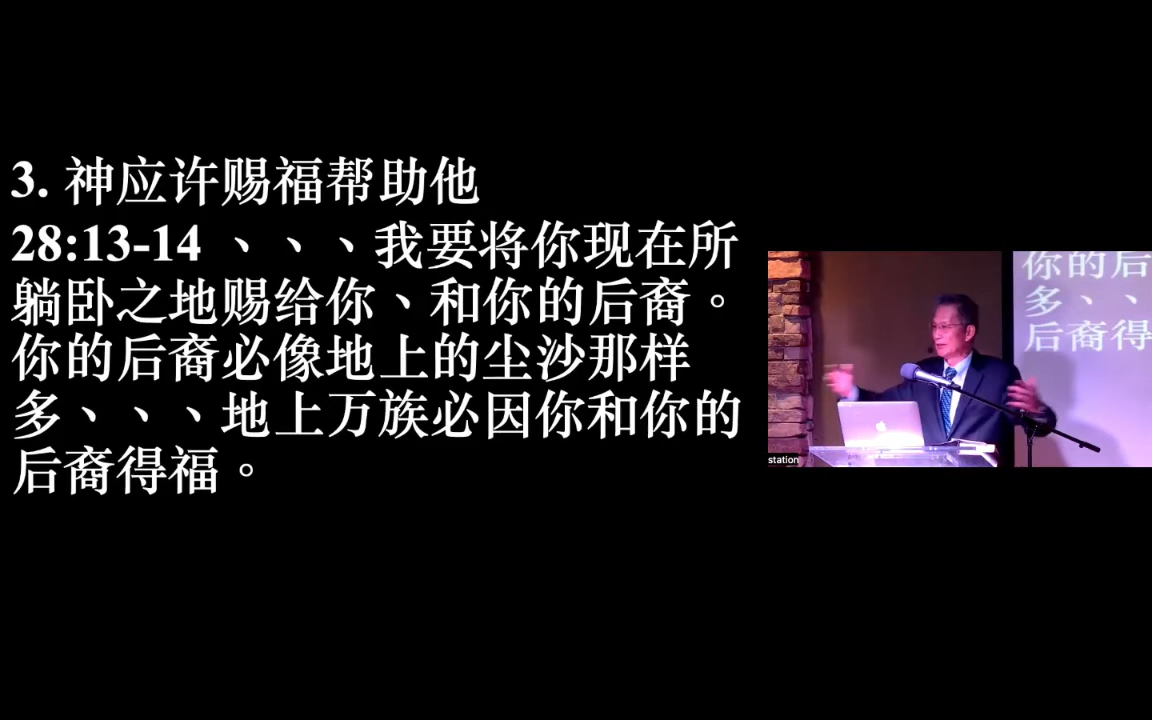 3. 神应许赐福帮助他
28:13-14 、、、我要将你现在所
躺卧之地赐给你、和你的后裔。
你的后裔必像地上的尘沙那样
多、、、地上万族必因你和你的
后裔得福。
你的后
多、、
后裔得
station